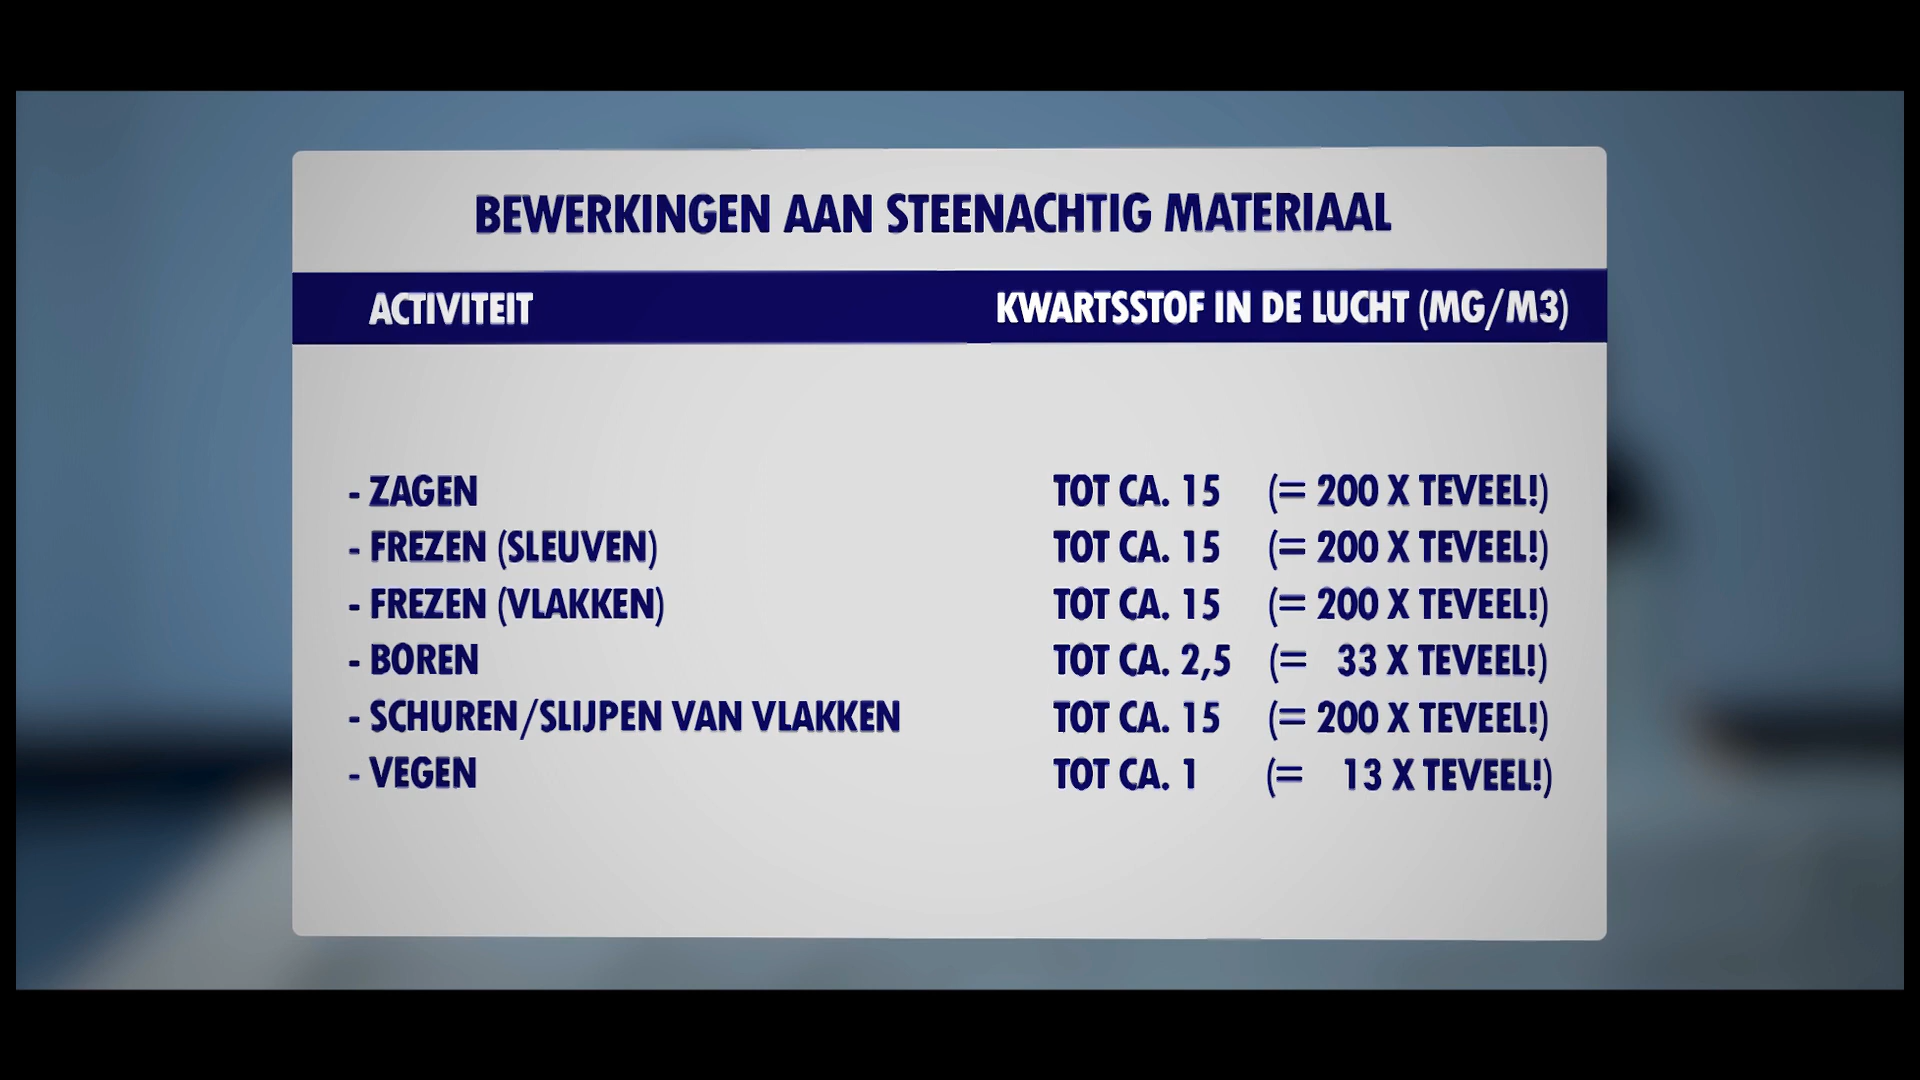 BEWERKINGEN AAN STEENACHTIG MATERIAAL
ACTIVITEIT KWARTSSTOF IN DE LUCHT (MG/M3)
- ZAGEN TOT CA. 15 (= 200 X TEVEEL!)
- FREZEN (SLEUVEN) TOT CA. 15 (= 200 X TEVEEL!)
- FREZEN (VLAKKEN) TOT CA. 15 (= 200 X TEVEEL!)
- BOREN TOT CA. 2,5 (= 33 X TEVEEL!)
- SCHUREN/SLIJPEN VAN VLAKKEN TOT CA. 15 (= 200 X TEVEEL!)
- VEGEN TOT CA. 1 (= 13 X TEVEEL!)